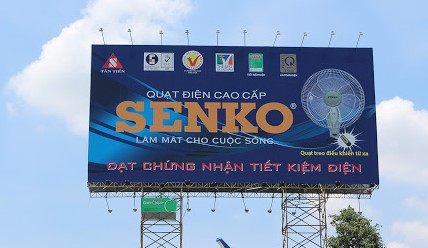 TÂN TIẾN
QUẠT ĐIỆN CAO CẤP
SENKO®
LÀM MÁT CHO CUỘC SỐNG
Quạt treo điều khiển từ xa
ĐẠT CHỨNG NHẬN TIẾT KIỆM ĐIỆN